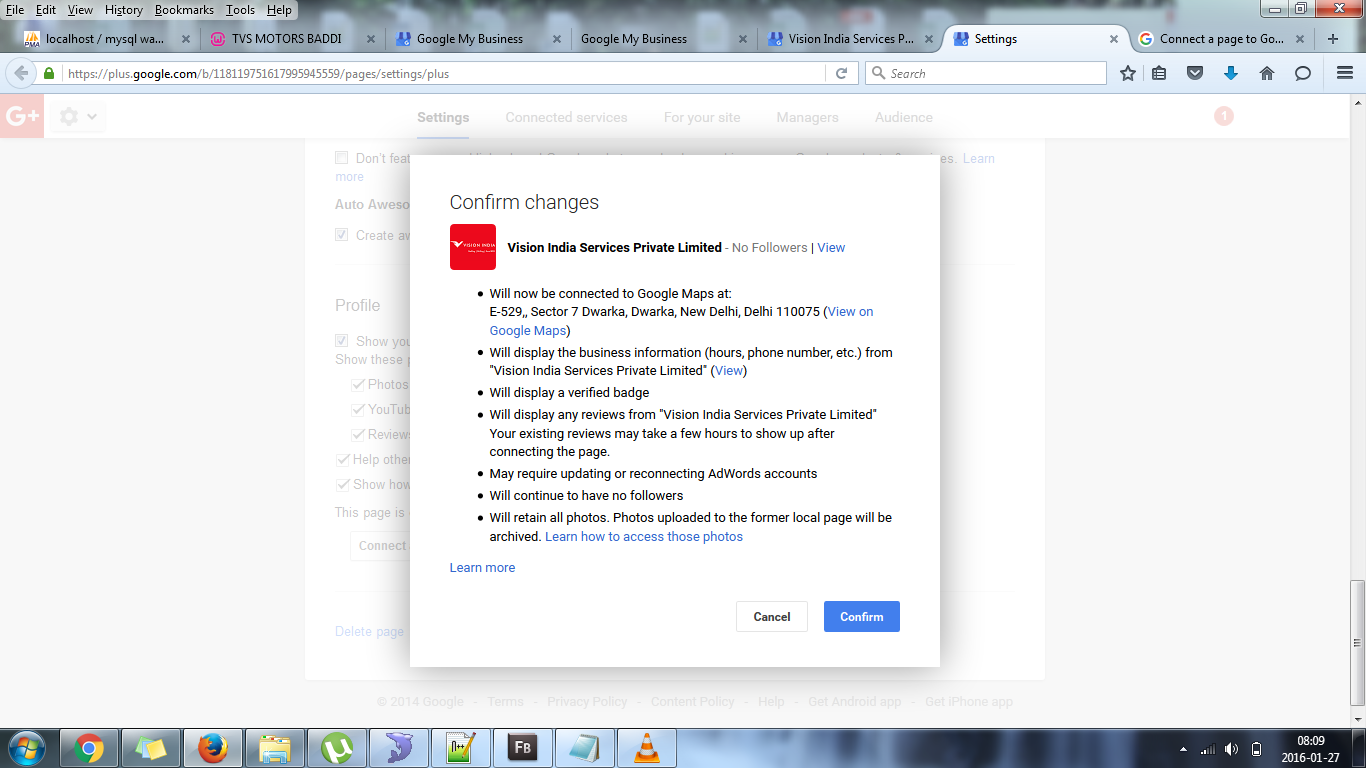 File Edit View History Bookmarks Tools Help
localhost / mysql wa...
TVS MOTORS BADDI
Google My Business
Google My Business
Vision India Services P...
Settings
Connect a page to Go...
https://plus.google.com/b/118119751617995945559/pages/settings/plus
Search
G+
Settings Connected services For your site Managers Audience
1
Don't feat
es. Learn
more
Auto Aweso
Create aw
Profile
Show you
Show these p
Photos
YouTub
Reviews
Help other
Show how
This page is
Connect
Delete page
Confirm changes
VISION INDIA
Vision India Services Private Limited - No Followers | View
• Will now be connected to Google Maps at:
E-529,, Sector 7 Dwarka, Dwarka, New Delhi, Delhi 110075 (View on
Google Maps)
• Will display the business information (hours, phone number, etc.) from
"Vision India Services Private Limited" (View)
• Will display a verified badge
• Will display any reviews from "Vision India Services Private Limited"
Your existing reviews may take a few hours to show up after
connecting the page.
• May require updating or reconnecting AdWords accounts
• Will continue to have no followers
• Will retain all photos. Photos uploaded to the former local page will be
archived. Learn how to access those photos
Learn more
Cancel Confirm
© 2014 Google - Terms - Privacy Policy - Content Policy - Help - Get Android app - Get iPhone app
FB
08:09
2016-01-27